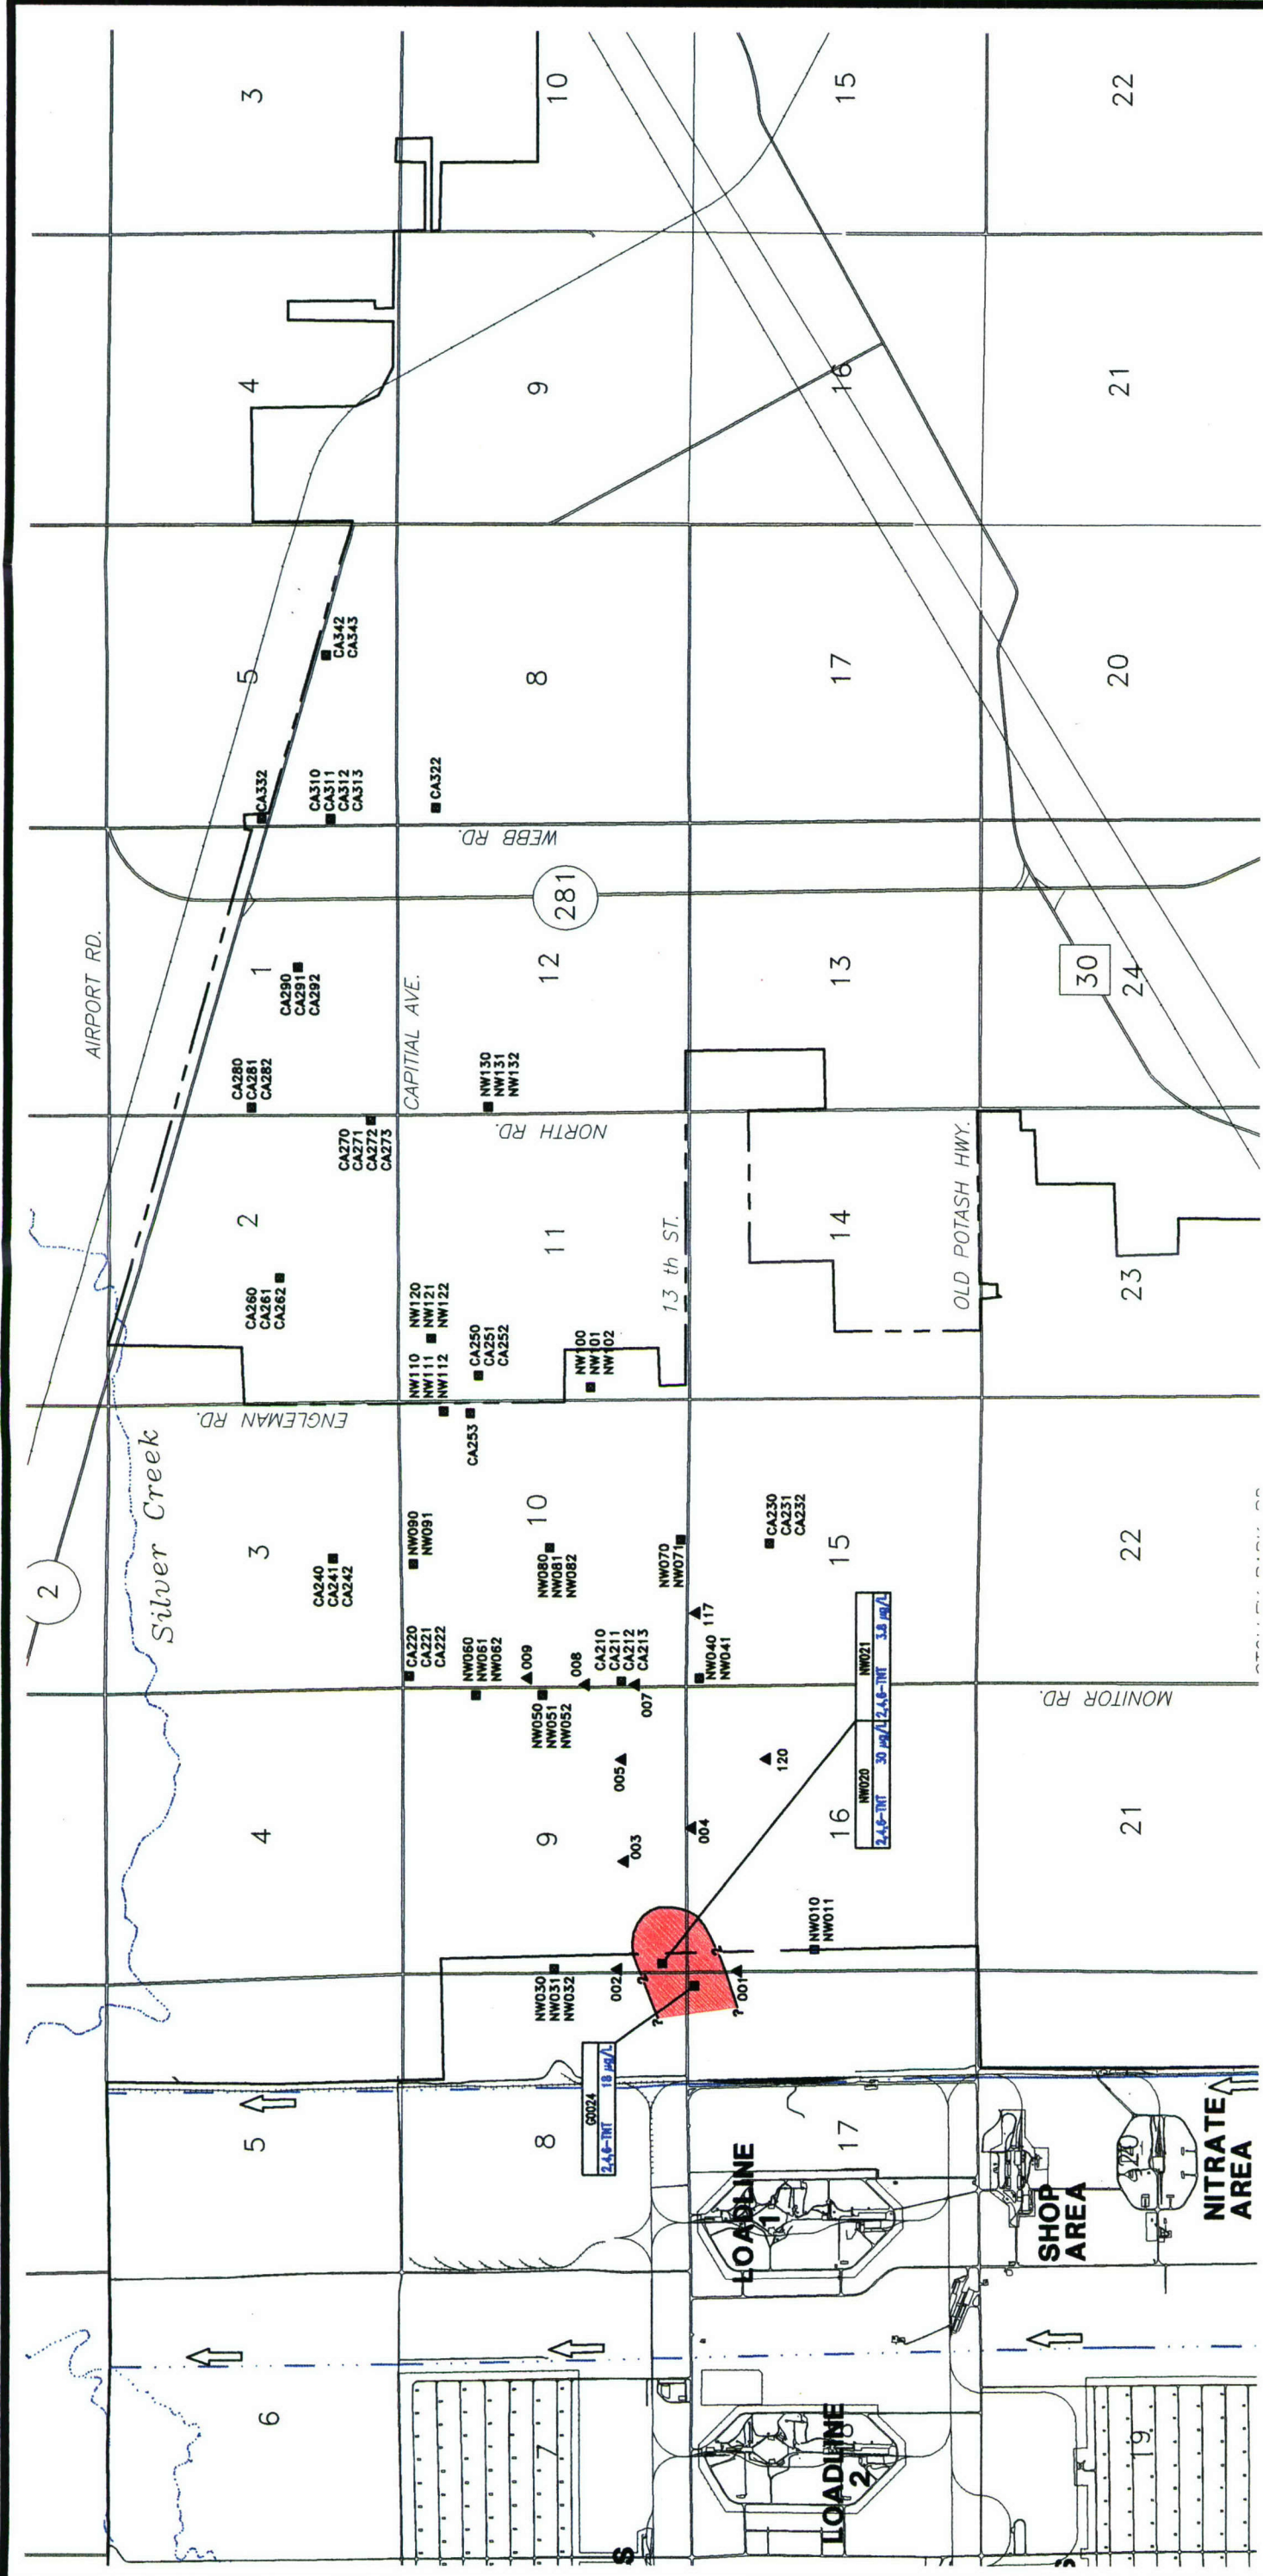 3
10
15
22
4
9
16
21
5
8
17
20
CA342
CA343
CA332
CA310
CA311
CA312
CA313
CA322
WEBB RD.
281
AIRPORT RD.
1
12
13
30
24
CA290
CA291
CA292
CAPITIAL AVE.
CA280
CA281
CA282
NW130
NW131
NW132
CA270
CA271
CA272
CA273
NORTH RD.
2
11
14
23
13 th ST.
OLD POTASH HWY.
CA260
CA261
CA262
NW120
NW121
NW122
NW110
NW111
NW112
CA250
CA251
CA252
NW100
NW101
NW102
ENGLEMAN RD.
CA253
Silver Creek
2
3
10
15
22
CA240
CA241
CA242
NW090
NW091
NW080
NW081
NW082
NW070
NW071
CA230
CA231
CA232
117
CA220
CA221
CA222
NW060
NW061
NW062
009
008
CA210
CA211
CA212
CA213
NW040
NW041
NW050
NW051
NW052
007
MONITOR RD.
005
120
NW020
2,4,6-TNT 30 µg/L
NW021
2,4,6-TNT 3.8 µg/L
4
9
16
21
003
004
NW010
NW011
NW030
NW031
NW032
002
001
?
?
?
?
G0024
2,4,6-TNT 18 µg/L
5
8
17
LOADLINE
1
SHOP
AREA
NITRATE
AREA
6
7
19
LOADLINE
2
S